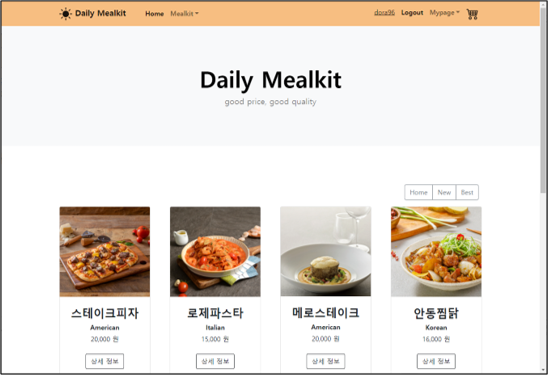 Daily Mealkit Home Mealkit dora96 Logout Mypage
Daily Mealkit
good price, good quality
Home New Best
스테이크피자 로제파스타 메로스테이크 안동찜닭
American Italian American Korean
20,000 원 15,000 원 20,000 원 16,000 원
상세 정보 상세 정보 상세 정보 상세 정보